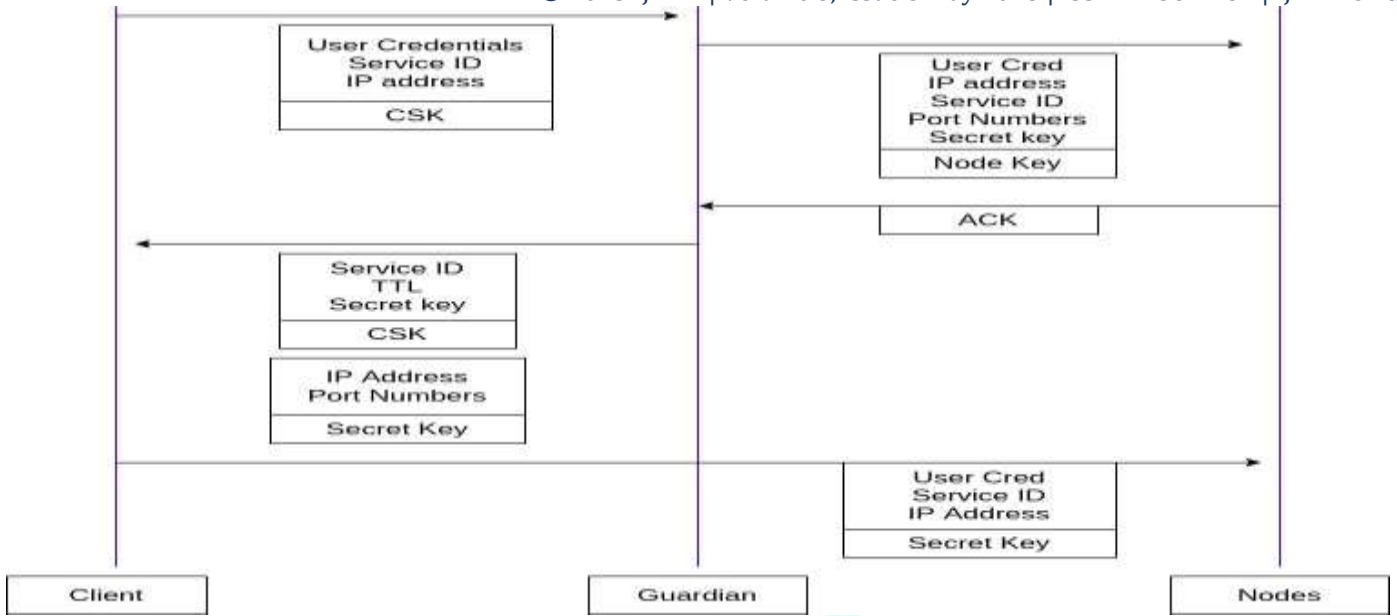 User Credentials
Service ID
IP address
CSK
User Cred
IP address
Service ID
Port Numbers
Secret key
Node Key
ACK
Service ID
TTL
Secret key
CSK
IP Address
Port Numbers
Secret Key
User Cred
Service ID
IP Address
Secret Key
Client
Guardian
Nodes